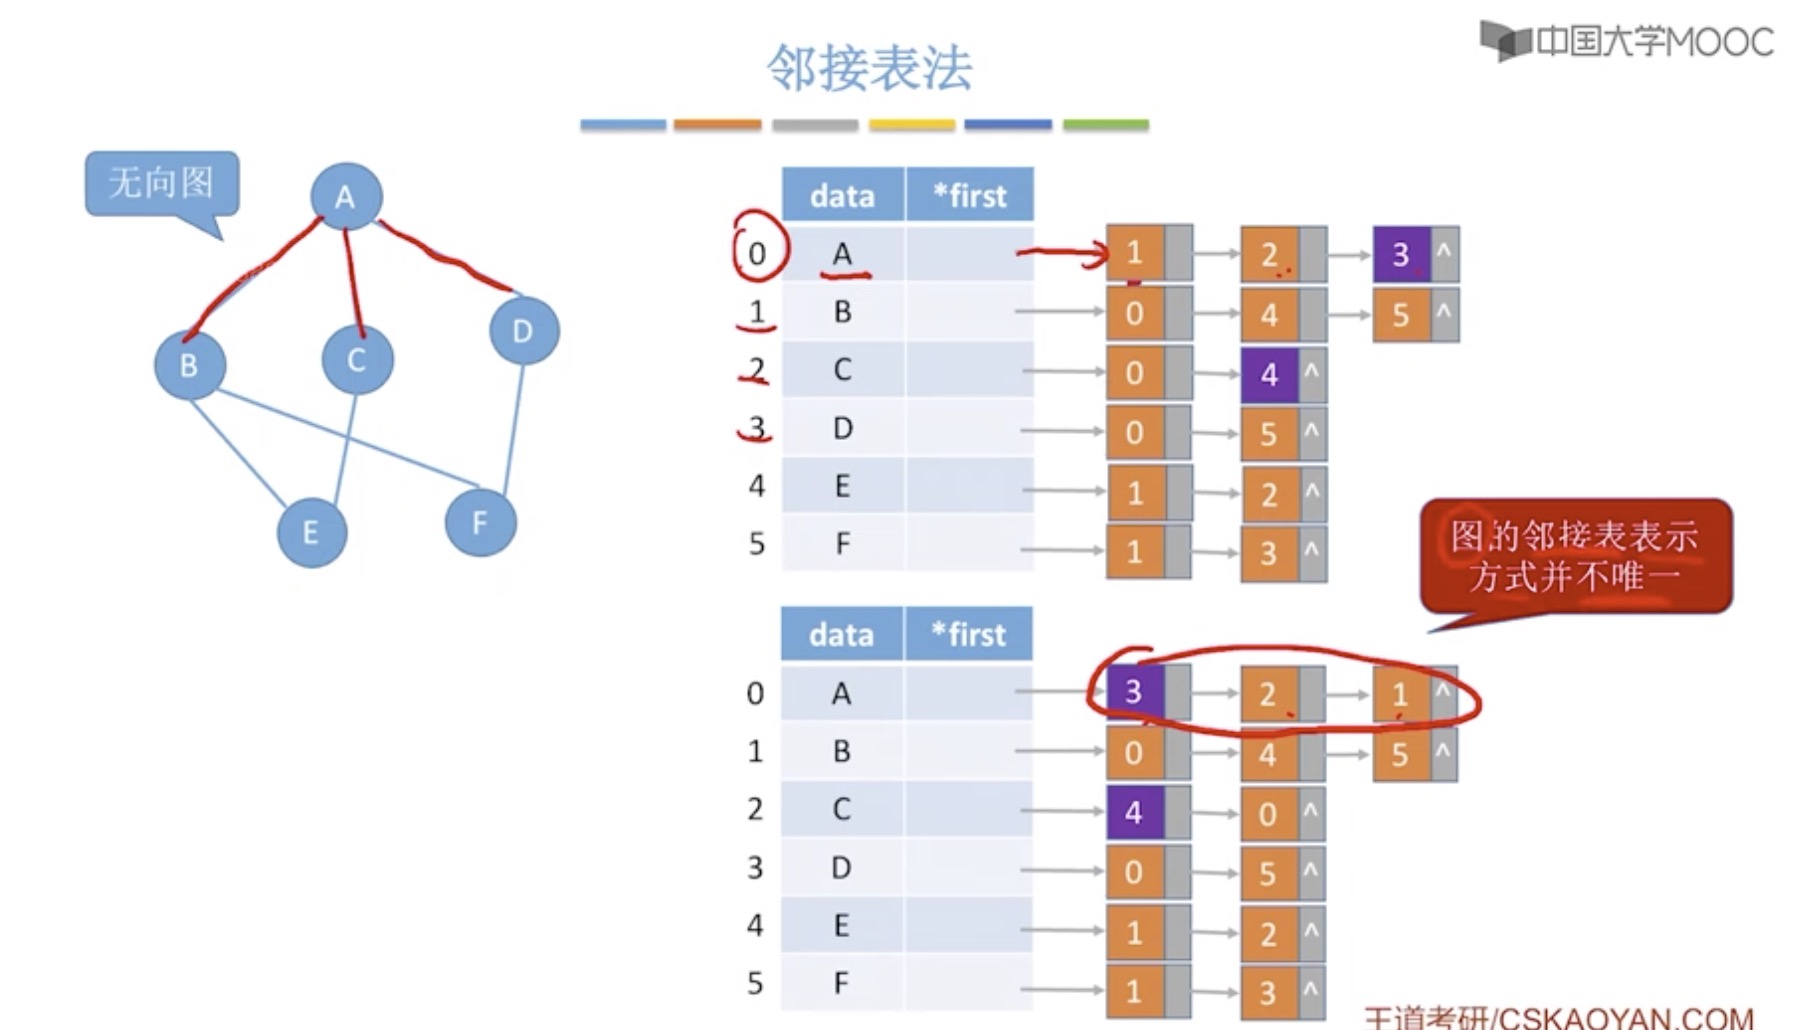 中国大学MOOC
邻接表法
无向图
A
B
C
D
E
F
data *first
0 A 1 2 3 ^
1 B 0 4 5 ^
2 C 0 4 ^
3 D 0 5 ^
4 E 1 2 ^
5 F 1 3 ^
图的邻接表表示
方式并不唯一
data *first
0 A 3 2 1 ^
1 B 0 4 5 ^
2 C 4 0 ^
3 D 0 5 ^
4 E 1 2 ^
5 F 1 3 ^
王道考研/CSKAOYAN.COM